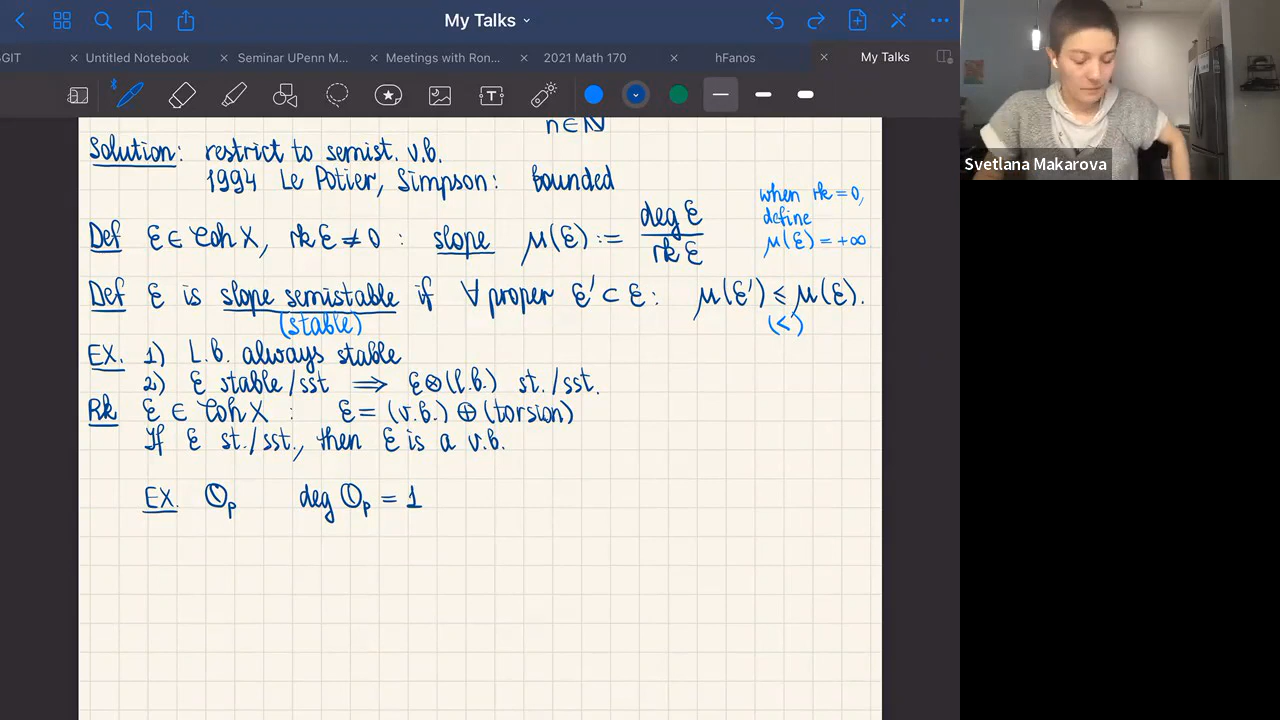 My Talks
GIT
Untitled Notebook
Seminar UPenn M...
Meetings with Ron...
2021 Math 170
hFanos
My Talks
n ∈ ℕ
Solution: restrict to semist. v.b.
1994 Le Potier, Simpson: bounded
when rk = 0,
define
μ(ℰ) = +∞
Def ℰ ∈ Coh X, rk ℰ ≠ 0 : slope μ(ℰ) := deg ℰ / rk ℰ
Def ℰ is slope semistable if ∀ proper ℰ' ⊂ ℰ: μ(ℰ') ⩽ μ(ℰ).
(stable) (<)
EX. 1) L.b. always stable
2) ℰ stable/sst ⟹ ℰ⊗(l.b.) st./sst.
Rk ℰ ∈ Coh X : ℰ = (v.b.) ⊕ (torsion)
If ℰ st./sst., then ℰ is a v.b.
EX. 𝒪p deg 𝒪p = 1
Svetlana Makarova